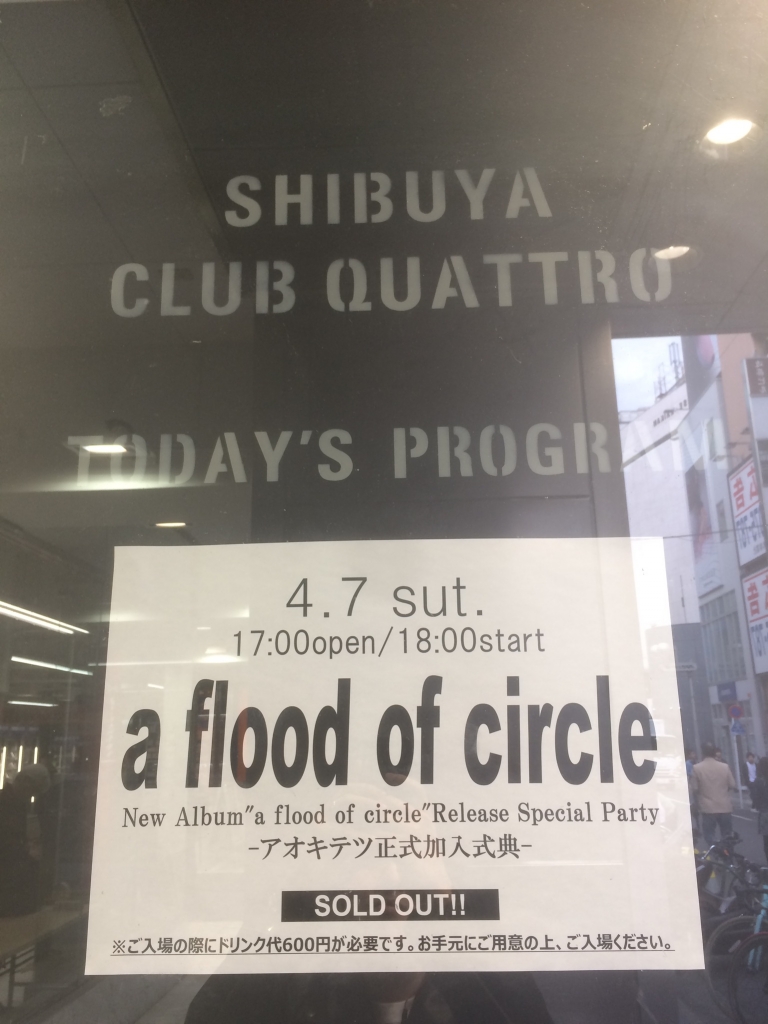 SHIBUYA
CLUB QUATTRO
TODAY'S PROGRAM
4.7 sut.
17:00open/18:00start
a flood of circle
New Album"a flood of circle"Release Special Party
-アオキテツ正式加入式典-
SOLD OUT!!
※ご入場の際にドリンク代600円が必要です。お手元にご用意の上、ご入場ください。